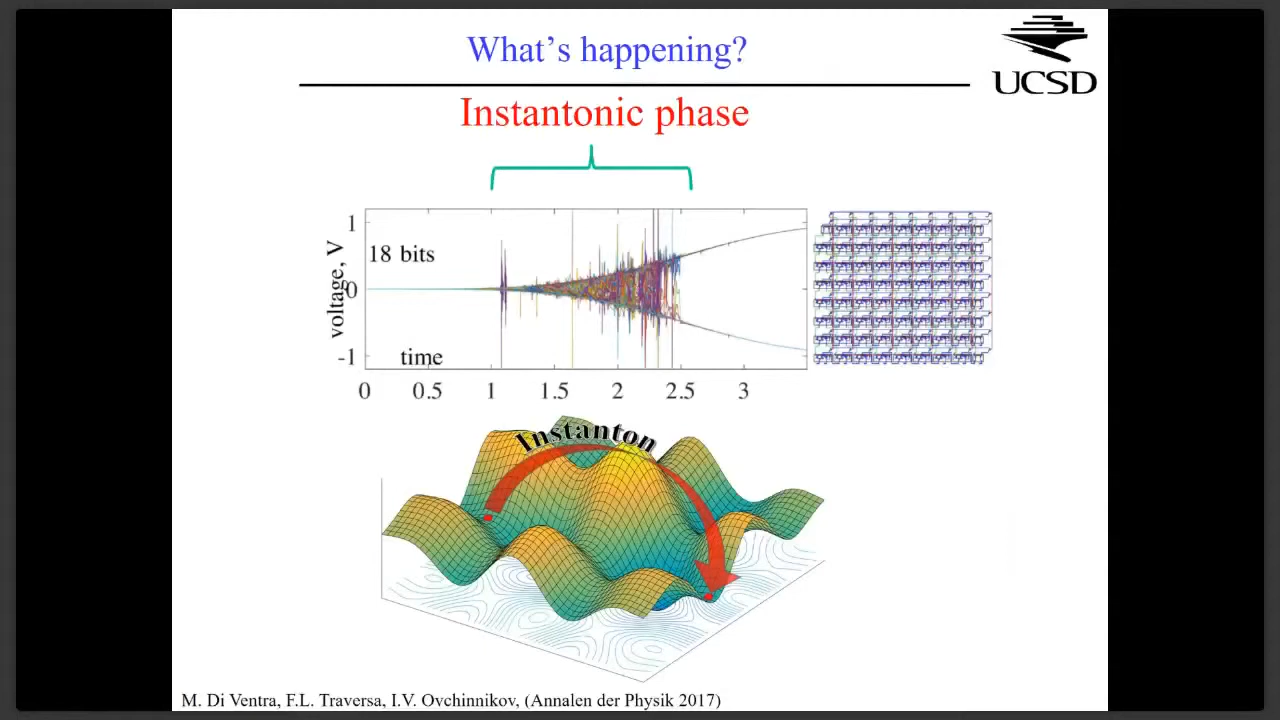 What's happening?
UCSD
Instantonic phase
1
18 bits
voltage, V
0
-1
time
0 0.5 1 1.5 2 2.5 3
Instanton
M. Di Ventra, F.L. Traversa, I.V. Ovchinnikov, (Annalen der Physik 2017)